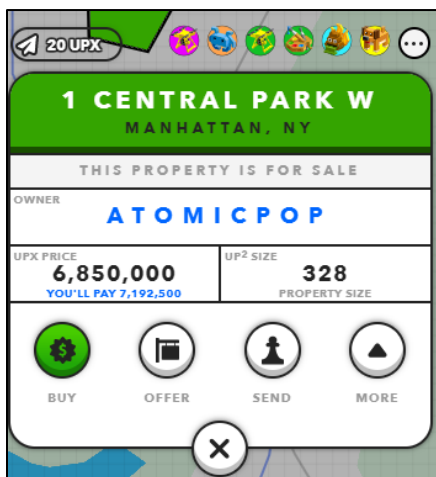 20 UPX
1 CENTRAL PARK W
MANHATTAN, NY
THIS PROPERTY IS FOR SALE
OWNER
ATOMICPOP
UPX PRICE
6,850,000
YOU'LL PAY 7,192,500
UP² SIZE
328
PROPERTY SIZE
BUY
OFFER
SEND
MORE